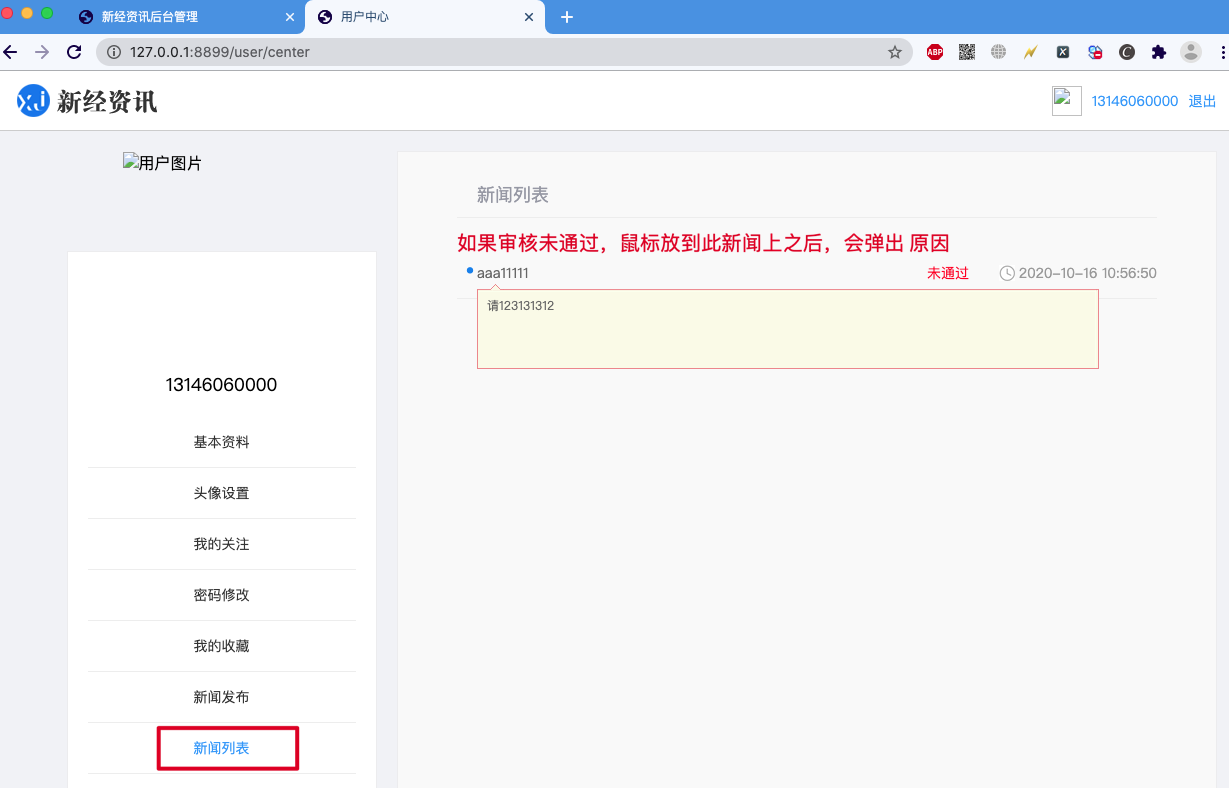 新经资讯后台管理
用户中心
127.0.0.1:8899/user/center
ABP
X
C
新经资讯
13146060000 退出
用户图片
新闻列表
如果审核未通过，鼠标放到此新闻上之后，会弹出 原因
aaa11111 未通过 2020-10-16 10:56:50
请123131312
13146060000
基本资料
头像设置
我的关注
密码修改
我的收藏
新闻发布
新闻列表